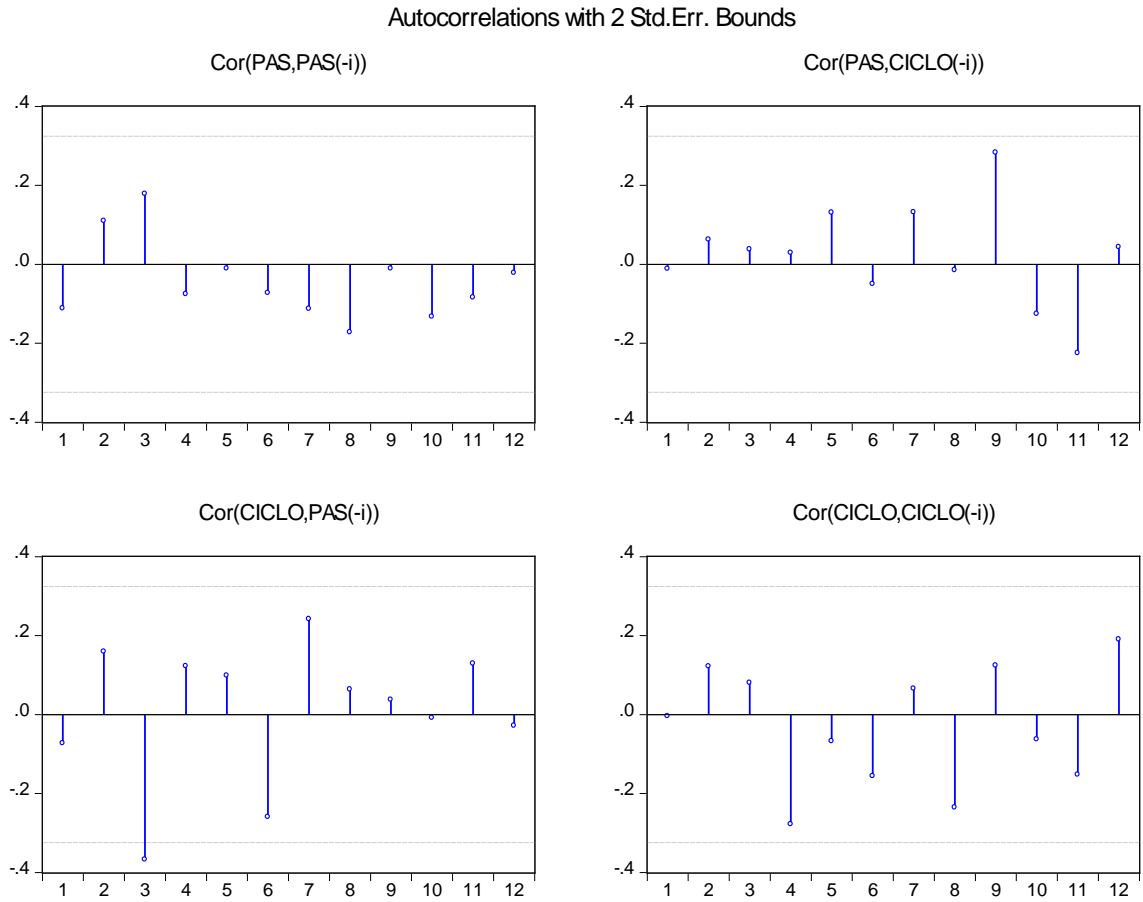 Autocorrelations with 2 Std.Err. Bounds
Cor(PAS,PAS(-i))
.4
.2
.0
-.2
-.4
1 2 3 4 5 6 7 8 9 10 11 12
Cor(PAS,CICLO(-i))
.4
.2
.0
-.2
-.4
1 2 3 4 5 6 7 8 9 10 11 12
Cor(CICLO,PAS(-i))
.4
.2
.0
-.2
-.4
1 2 3 4 5 6 7 8 9 10 11 12
Cor(CICLO,CICLO(-i))
.4
.2
.0
-.2
-.4
1 2 3 4 5 6 7 8 9 10 11 12